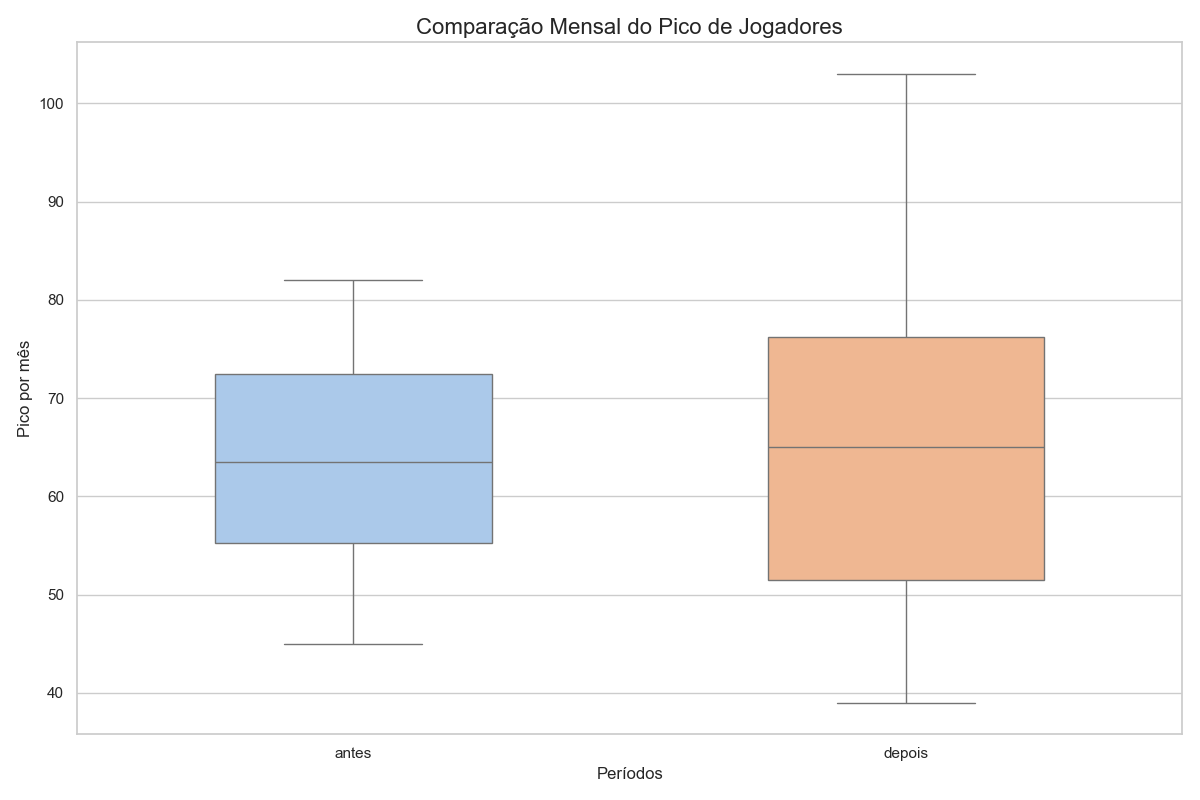 Comparação Mensal do Pico de Jogadores
Pico por mês
100
90
80
70
60
50
40
antes
depois
Períodos